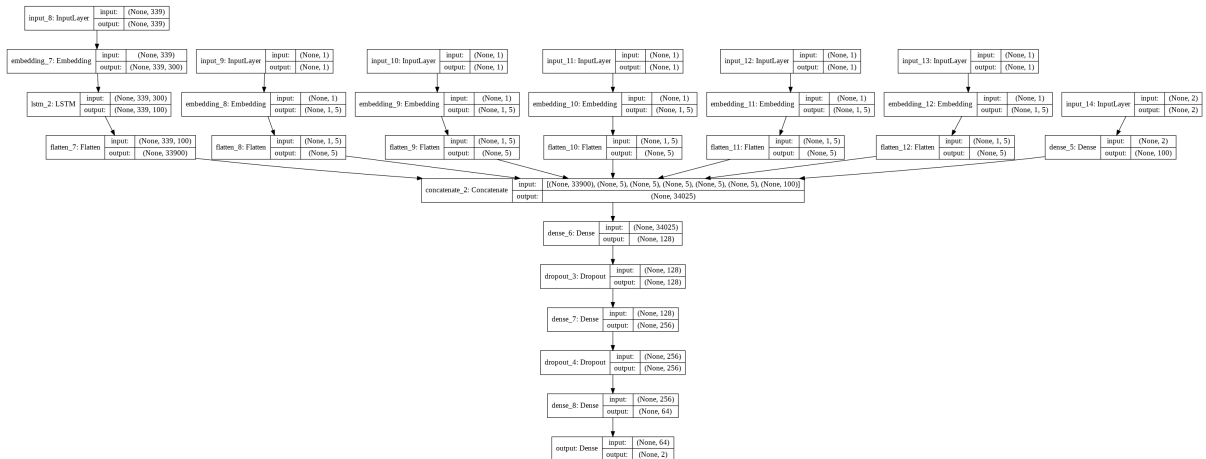 input_8: InputLayer input: (None, 339)
output: (None, 339)
embedding_7: Embedding input: (None, 339)
output: (None, 339, 300)
input_9: InputLayer input: (None, 1)
output: (None, 1)
input_10: InputLayer input: (None, 1)
output: (None, 1)
input_11: InputLayer input: (None, 1)
output: (None, 1)
input_12: InputLayer input: (None, 1)
output: (None, 1)
input_13: InputLayer input: (None, 1)
output: (None, 1)
lstm_2: LSTM input: (None, 339, 300)
output: (None, 339, 100)
embedding_8: Embedding input: (None, 1)
output: (None, 1, 5)
embedding_9: Embedding input: (None, 1)
output: (None, 1, 5)
embedding_10: Embedding input: (None, 1)
output: (None, 1, 5)
embedding_11: Embedding input: (None, 1)
output: (None, 1, 5)
embedding_12: Embedding input: (None, 1)
output: (None, 1, 5)
input_14: InputLayer input: (None, 2)
output: (None, 2)
flatten_7: Flatten input: (None, 339, 100)
output: (None, 33900)
flatten_8: Flatten input: (None, 1, 5)
output: (None, 5)
flatten_9: Flatten input: (None, 1, 5)
output: (None, 5)
flatten_10: Flatten input: (None, 1, 5)
output: (None, 5)
flatten_11: Flatten input: (None, 1, 5)
output: (None, 5)
flatten_12: Flatten input: (None, 1, 5)
output: (None, 5)
dense_5: Dense input: (None, 2)
output: (None, 100)
concatenate_2: Concatenate input: [(None, 33900), (None, 5), (None, 5), (None, 5), (None, 5), (None, 5), (None, 100)]
output: (None, 34025)
dense_6: Dense input: (None, 34025)
output: (None, 128)
dropout_3: Dropout input: (None, 128)
output: (None, 128)
dense_7: Dense input: (None, 128)
output: (None, 256)
dropout_4: Dropout input: (None, 256)
output: (None, 256)
dense_8: Dense input: (None, 256)
output: (None, 64)
output: Dense input: (None, 64)
output: (None, 2)